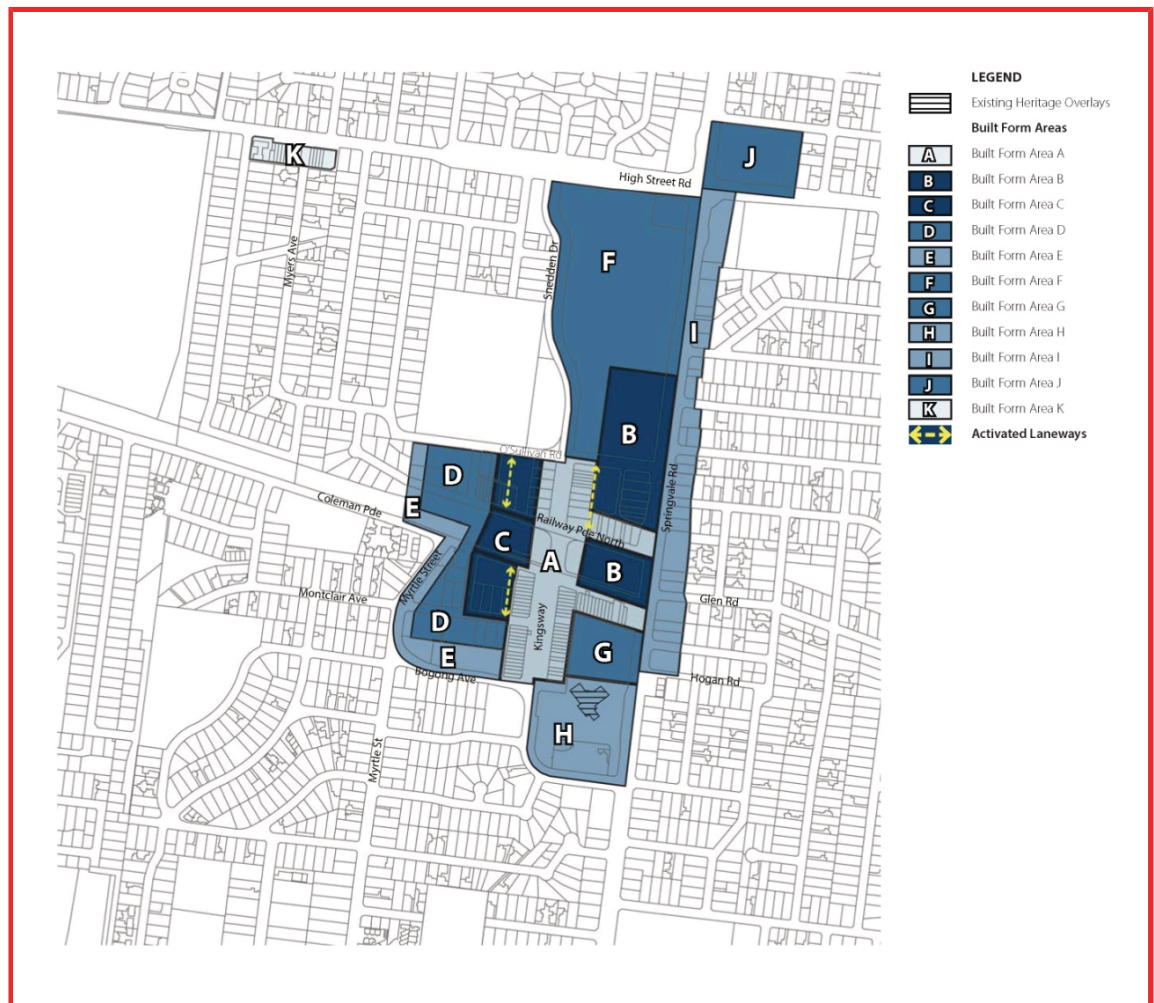 LEGEND
Existing Heritage Overlays
Built Form Areas
A Built Form Area A
B Built Form Area B
C Built Form Area C
D Built Form Area D
E Built Form Area E
F Built Form Area F
G Built Form Area G
H Built Form Area H
I Built Form Area I
J Built Form Area J
K Built Form Area K
Activated Laneways
K
J
High Street Rd
F
Snedden Dr
Myers Ave
I
B
O'Sullivan Rd
D
Springvale Rd
E
Coleman Pde
Railway Pde North
C
A
B
Myrtle Street
Montclair Ave
Glen Rd
D
Kingsway
G
E
Bogong Ave
Hogan Rd
H
Myrtle St